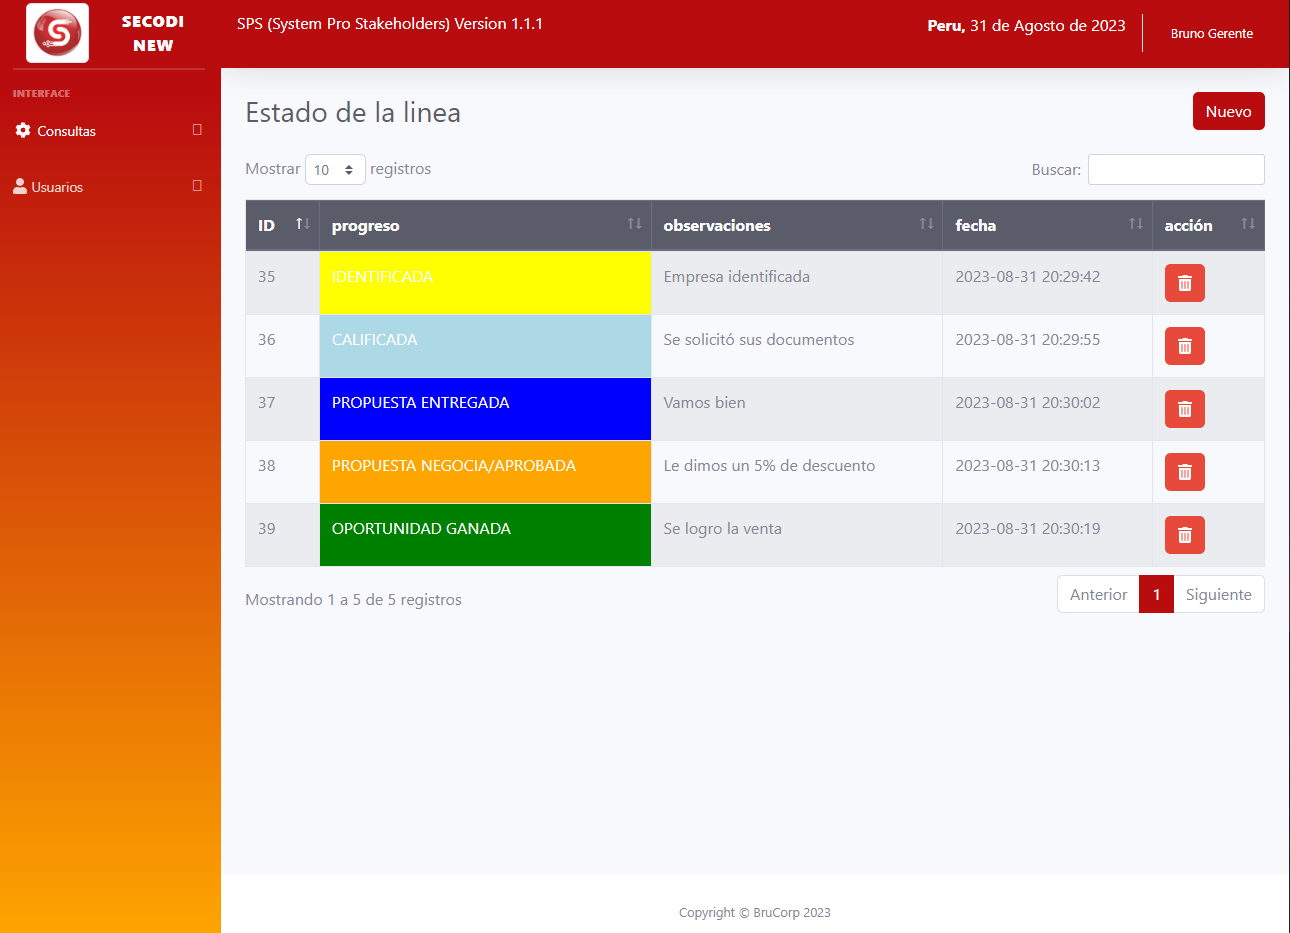 SECODI
NEW
SPS (System Pro Stakeholders) Version 1.1.1
Peru, 31 de Agosto de 2023
Bruno Gerente
INTERFACE
Consultas
Usuarios
Estado de la linea
Nuevo
Mostrar 10 registros
Buscar:
ID progreso observaciones fecha acción
35 IDENTIFICADA Empresa identificada 2023-08-31 20:29:42
36 CALIFICADA Se solicitó sus documentos 2023-08-31 20:29:55
37 PROPUESTA ENTREGADA Vamos bien 2023-08-31 20:30:02
38 PROPUESTA NEGOCIA/APROBADA Le dimos un 5% de descuento 2023-08-31 20:30:13
39 OPORTUNIDAD GANADA Se logro la venta 2023-08-31 20:30:19
Mostrando 1 a 5 de 5 registros
Anterior 1 Siguiente
Copyright © BruCorp 2023